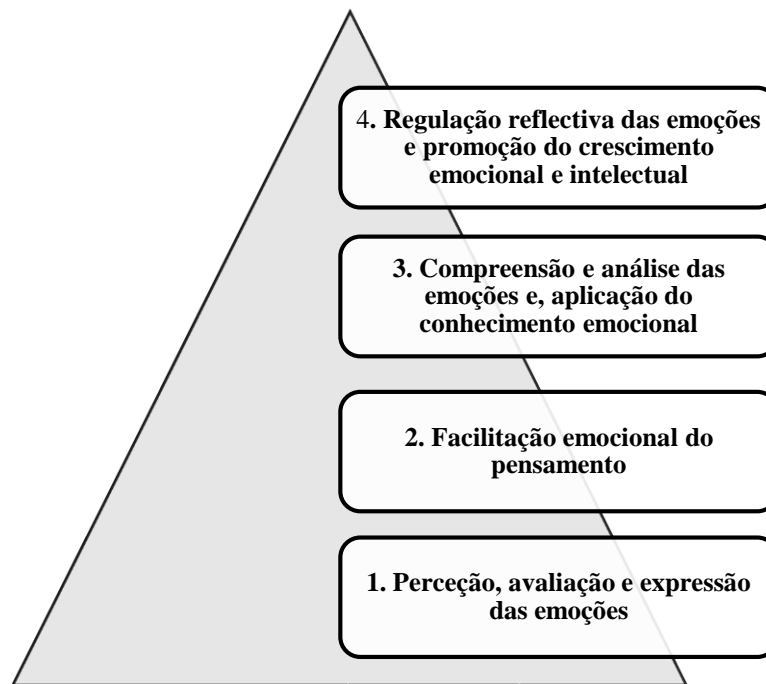 4. Regulação reflectiva das emoções
e promoção do crescimento
emocional e intelectual
3. Compreensão e análise das
emoções e, aplicação do
conhecimento emocional
2. Facilitação emocional do
pensamento
1. Perceção, avaliação e expressão
das emoções